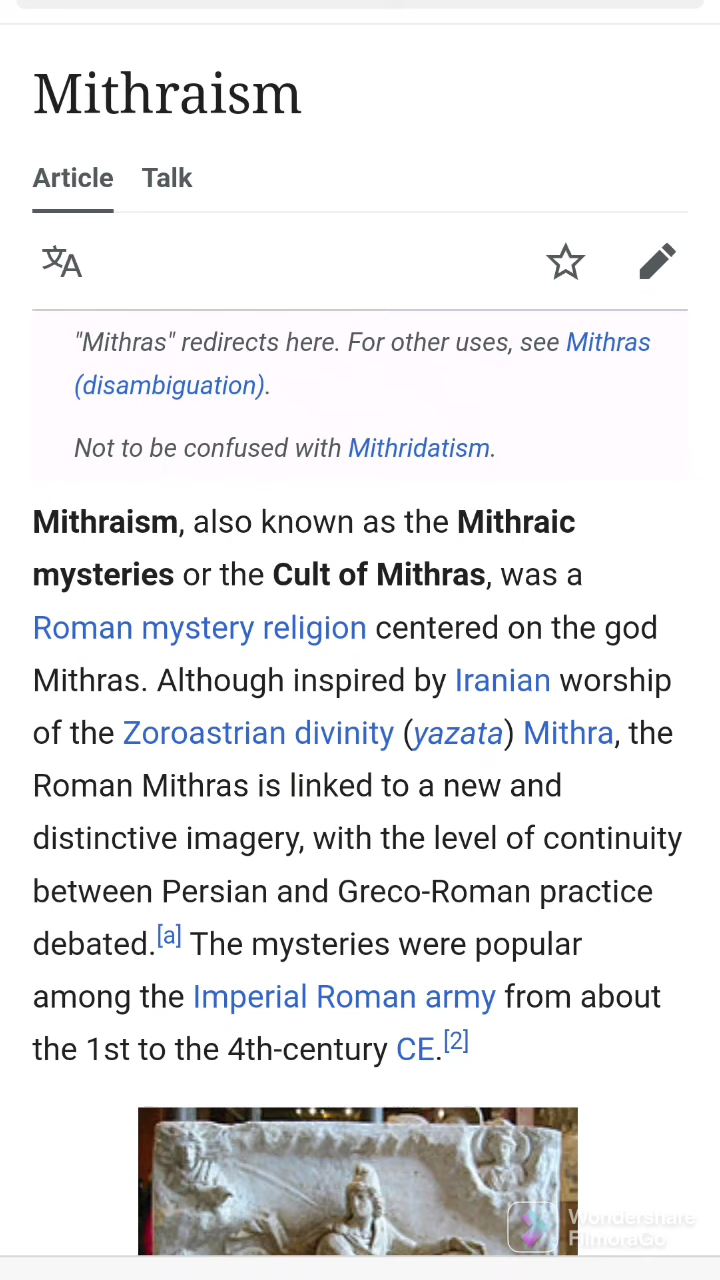 Mithraism
Article Talk
文A
"Mithras" redirects here. For other uses, see Mithras
(disambiguation).
Not to be confused with Mithridatism.
Mithraism, also known as the Mithraic
mysteries or the Cult of Mithras, was a
Roman mystery religion centered on the god
Mithras. Although inspired by Iranian worship
of the Zoroastrian divinity (yazata) Mithra, the
Roman Mithras is linked to a new and
distinctive imagery, with the level of continuity
between Persian and Greco-Roman practice
debated.[a] The mysteries were popular
among the Imperial Roman army from about
the 1st to the 4th-century CE.[2]
Wondershare
FilmoraGo